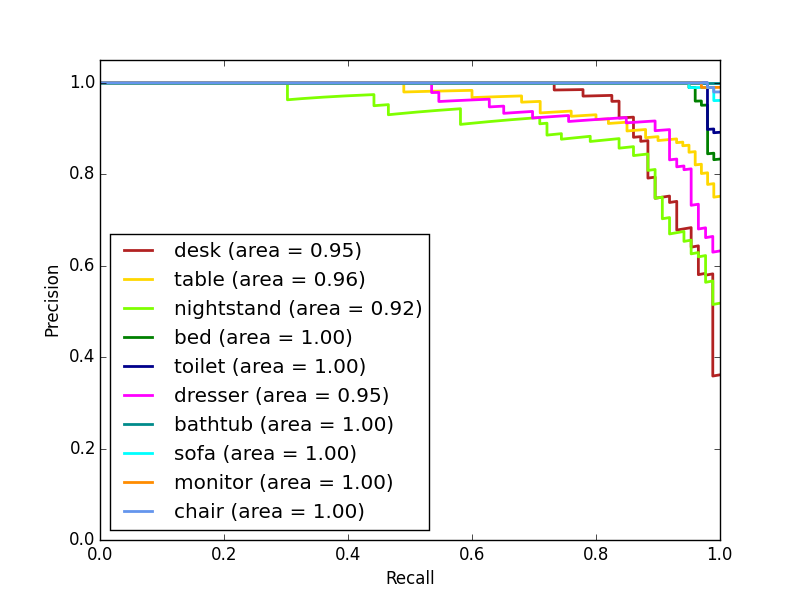 1.0
0.8
0.6
0.4
0.2
0.0
Precision
desk (area = 0.95)
table (area = 0.96)
nightstand (area = 0.92)
bed (area = 1.00)
toilet (area = 1.00)
dresser (area = 0.95)
bathtub (area = 1.00)
sofa (area = 1.00)
monitor (area = 1.00)
chair (area = 1.00)
0.0 0.2 0.4 0.6 0.8 1.0
Recall